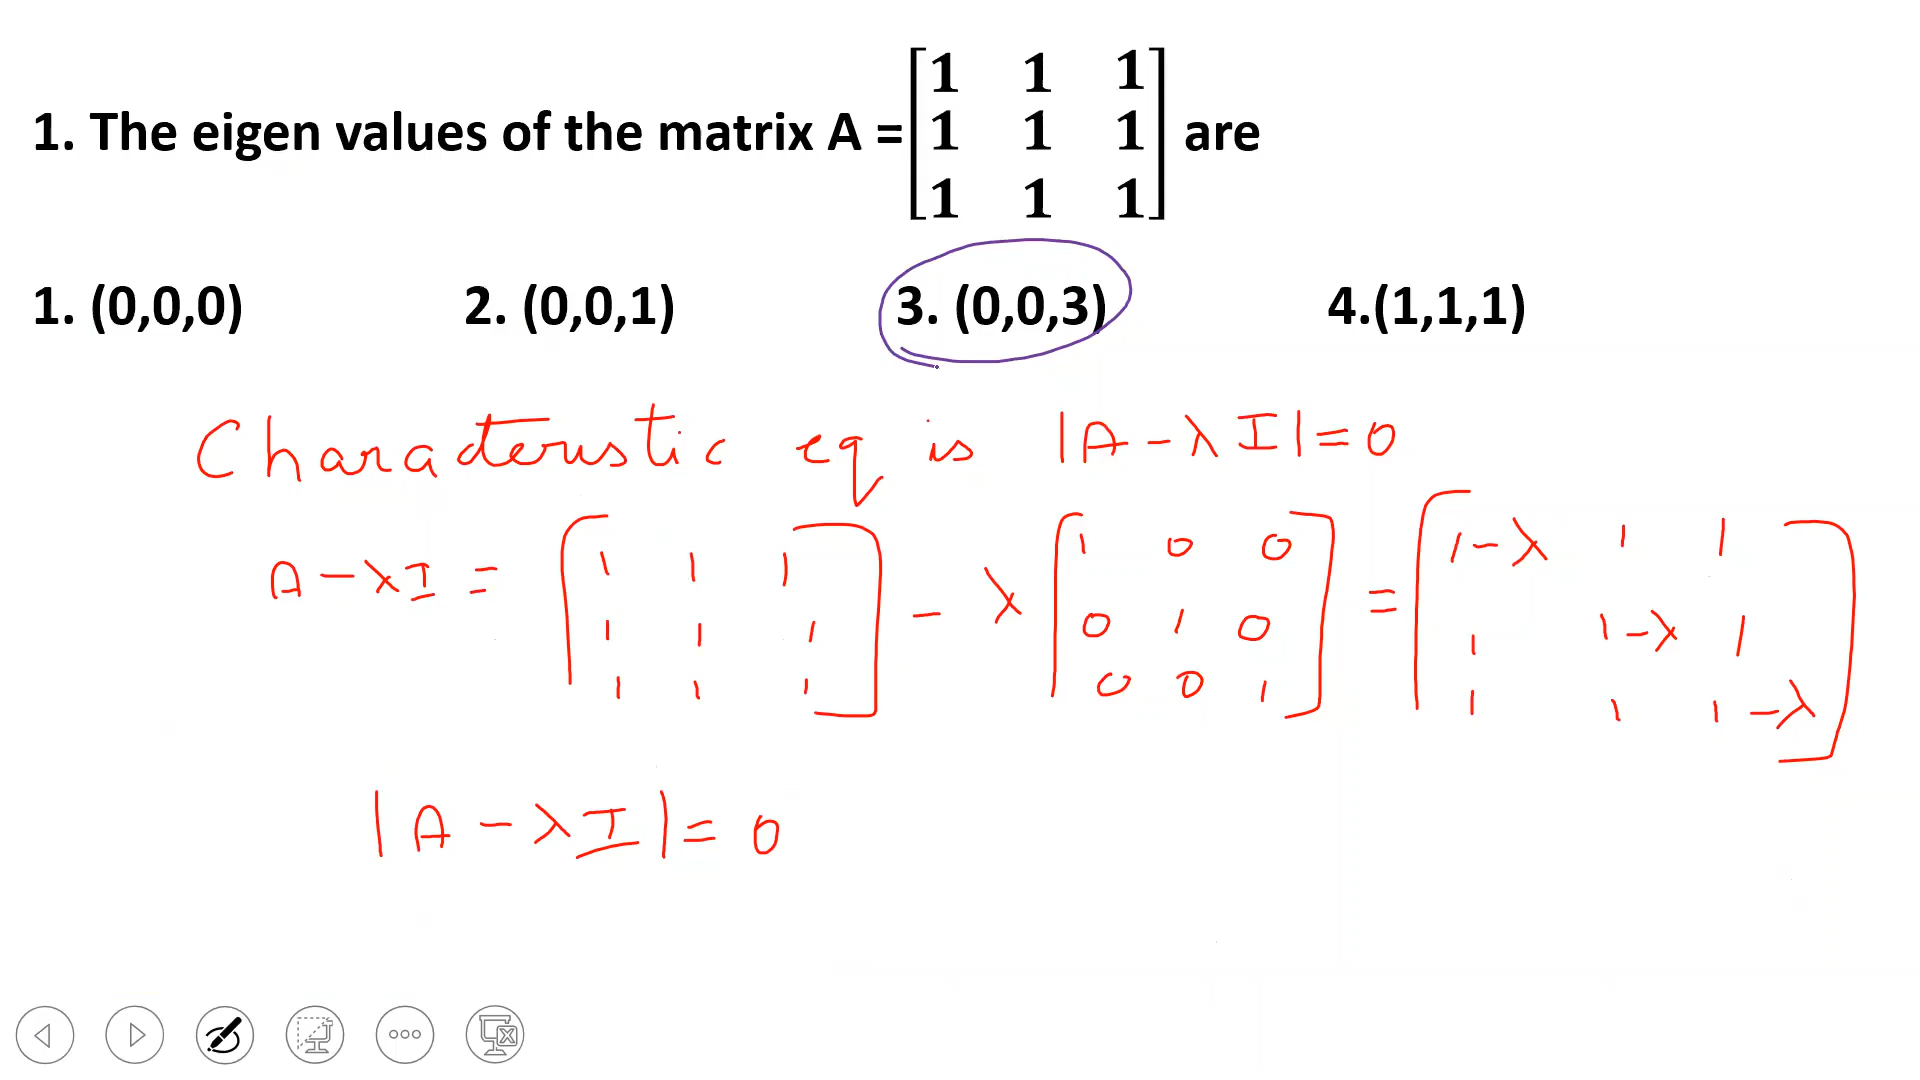 1. The eigen values of the matrix A = [1 1 1
1 1 1
1 1 1] are
1. (0,0,0) 2. (0,0,1) 3. (0,0,3) 4.(1,1,1)
Characteristic eq is |A - λI| = 0
A - λI = [1 1 1
1 1 1
1 1 1] - λ [1 0 0
0 1 0
0 0 1] = [1-λ 1 1
1 1-λ 1
1 1 1-λ]
|A - λI| = 0